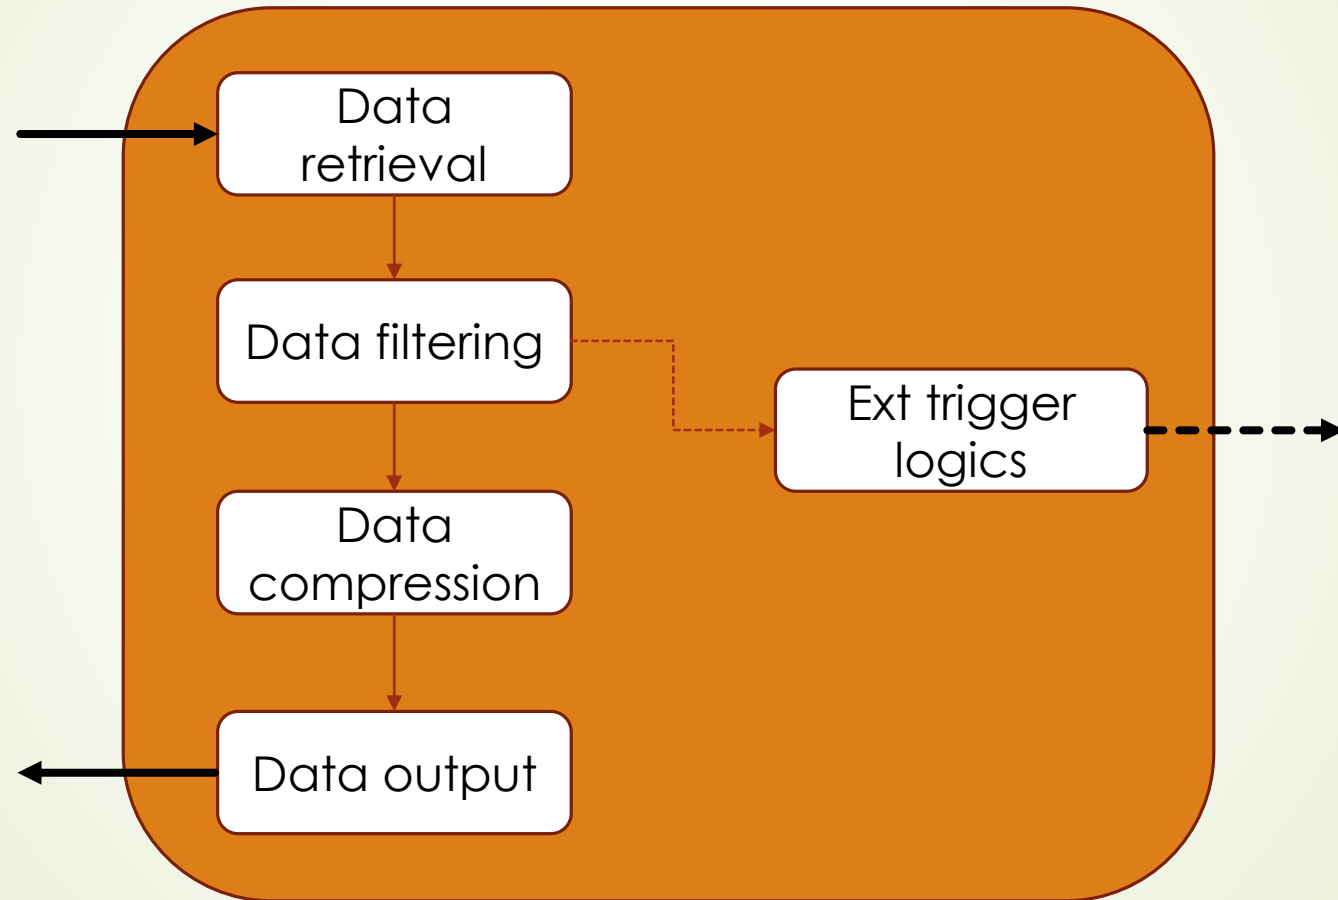 Data
retrieval
Data filtering
Ext trigger
logics
Data
compression
Data output